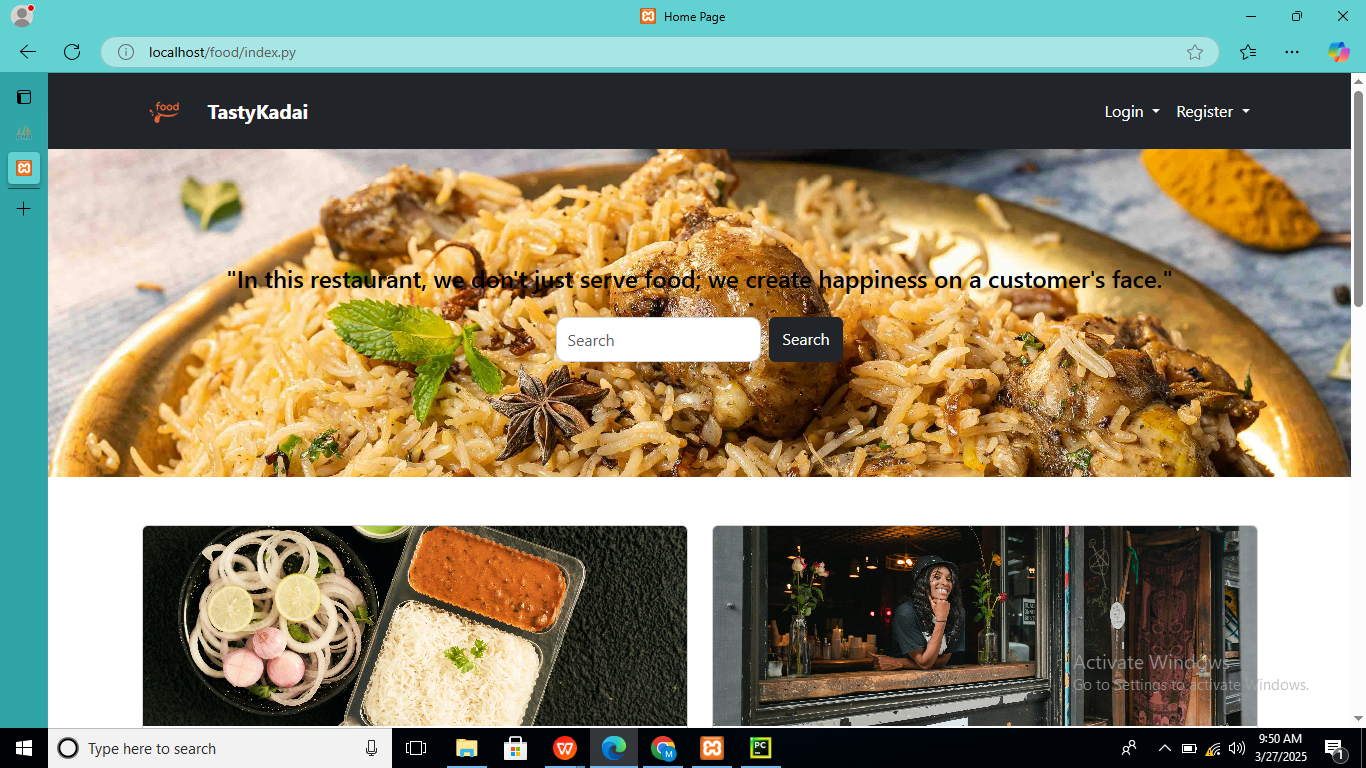 Home Page
localhost/food/index.py
food
TastyKadai
Login
Register
"In this restaurant, we don't just serve food; we create happiness on a customer's face."
Search
Search
Activate Windows
Go to Settings to activate Windows.
Type here to search
W
M
PC
9:50 AM
3/27/2025
1